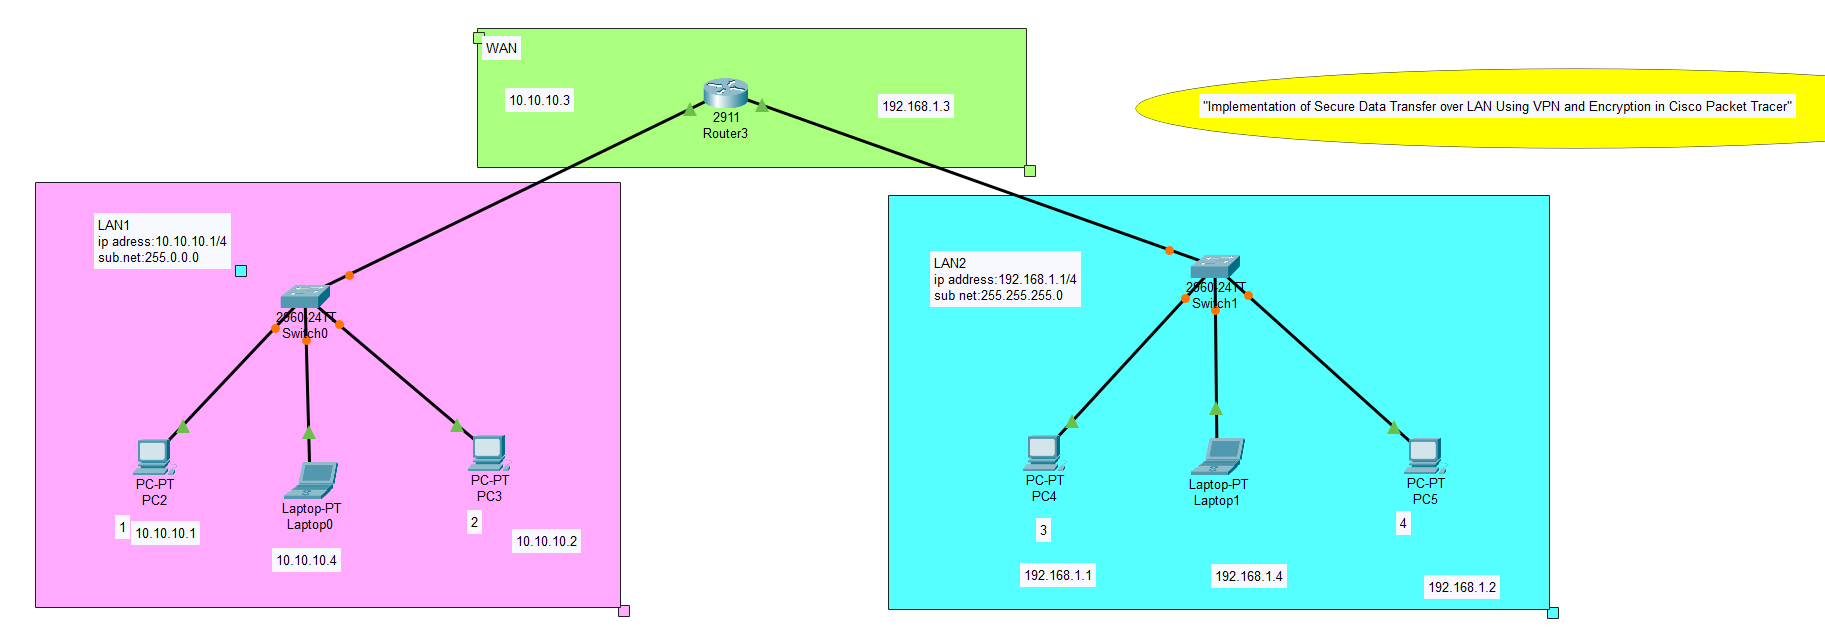 WAN
10.10.10.3
192.168.1.3
2911
Router3
"Implementation of Secure Data Transfer over LAN Using VPN and Encryption in Cisco Packet Tracer"
LAN1
ip adress:10.10.10.1/4
sub.net:255.0.0.0
2960-24TT
Switch0
PC-PT
PC2
1
10.10.10.1
Laptop-PT
Laptop0
10.10.10.4
PC-PT
PC3
2
10.10.10.2
LAN2
ip address:192.168.1.1/4
sub net:255.255.255.0
2960-24TT
Switch1
PC-PT
PC4
3
192.168.1.1
Laptop-PT
Laptop1
192.168.1.4
PC-PT
PC5
4
192.168.1.2